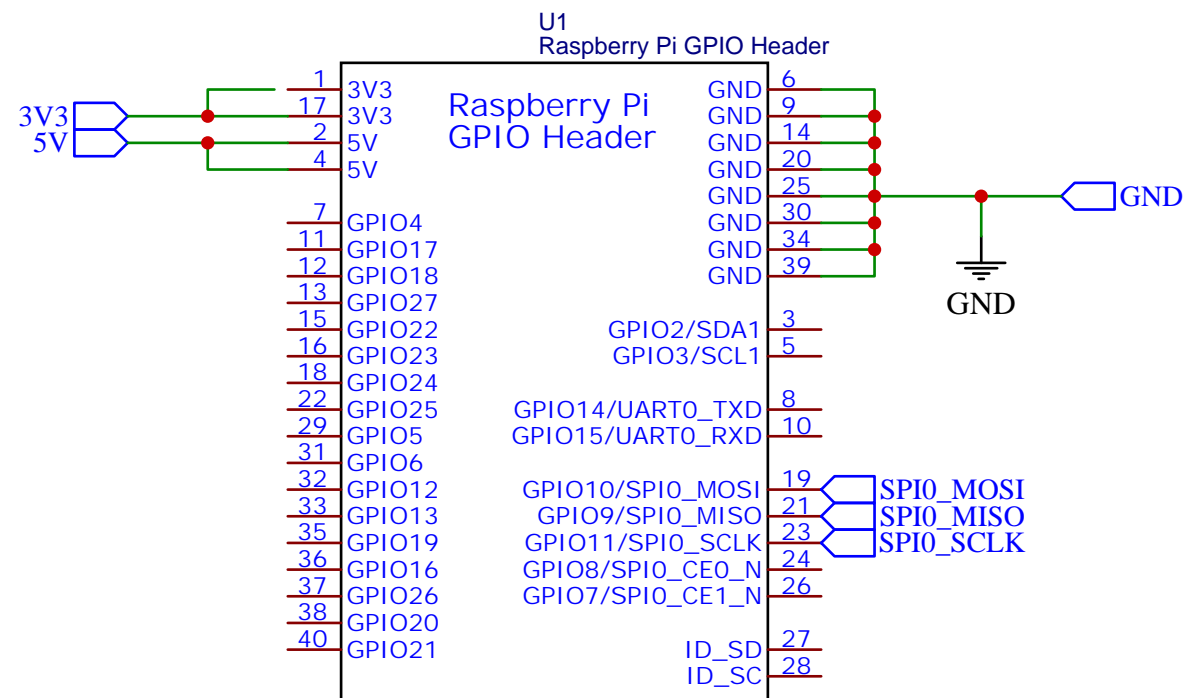 U1
Raspberry Pi GPIO Header
Raspberry Pi
GPIO Header
3V3
5V
1 3V3
17 3V3
2 5V
4 5V
7 GPIO4
11 GPIO17
12 GPIO18
13 GPIO27
15 GPIO22
16 GPIO23
18 GPIO24
22 GPIO25
29 GPIO5
31 GPIO6
32 GPIO12
33 GPIO13
35 GPIO19
36 GPIO16
37 GPIO26
38 GPIO20
40 GPIO21
GND 6
GND 9
GND 14
GND 20
GND 25
GND 30
GND 34
GND 39
GND
GND
GPIO2/SDA1 3
GPIO3/SCL1 5
GPIO14/UART0_TXD 8
GPIO15/UART0_RXD 10
GPIO10/SPI0_MOSI 19 SPI0_MOSI
GPIO9/SPI0_MISO 21 SPI0_MISO
GPIO11/SPI0_SCLK 23 SPI0_SCLK
GPIO8/SPI0_CE0_N 24
GPIO7/SPI0_CE1_N 26
ID_SD 27
ID_SC 28